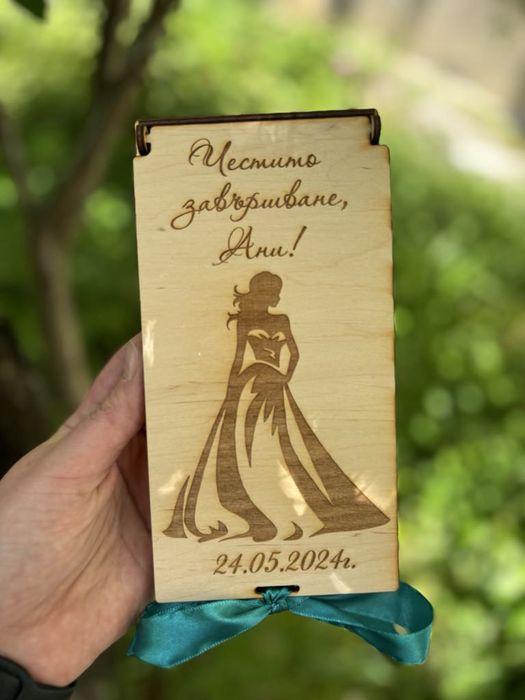 Честито
завършване,
Ани!
24.05.2024г.